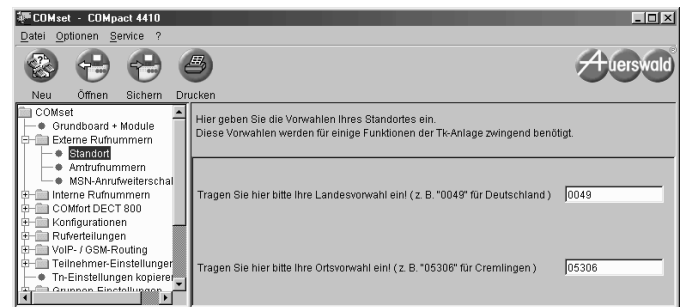 COMset - COMpact 4410
Datei Optionen Service ?
Neu Öffnen Sichern Drucken
Auerswald
COMset
Grundboard + Module
Externe Rufnummern
Standort
Amtrufnummern
MSN-Anrufweiterschal
Interne Rufnummern
COMfort DECT 800
Konfigurationen
Rufverteilungen
VoIP- / GSM-Routing
Teilnehmer-Einstellunger
Tn-Einstellungen kopierer
Gruppen-Einstellungen
Hier geben Sie die Vorwahlen Ihres Standortes ein.
Diese Vorwahlen werden für einige Funktionen der Tk-Anlage zwingend benötigt.
Tragen Sie hier bitte Ihre Landesvorwahl ein! ( z. B. "0049" für Deutschland ) 0049
Tragen Sie hier bitte Ihre Ortsvorwahl ein! ( z. B. "05306" für Cremlingen ) 05306